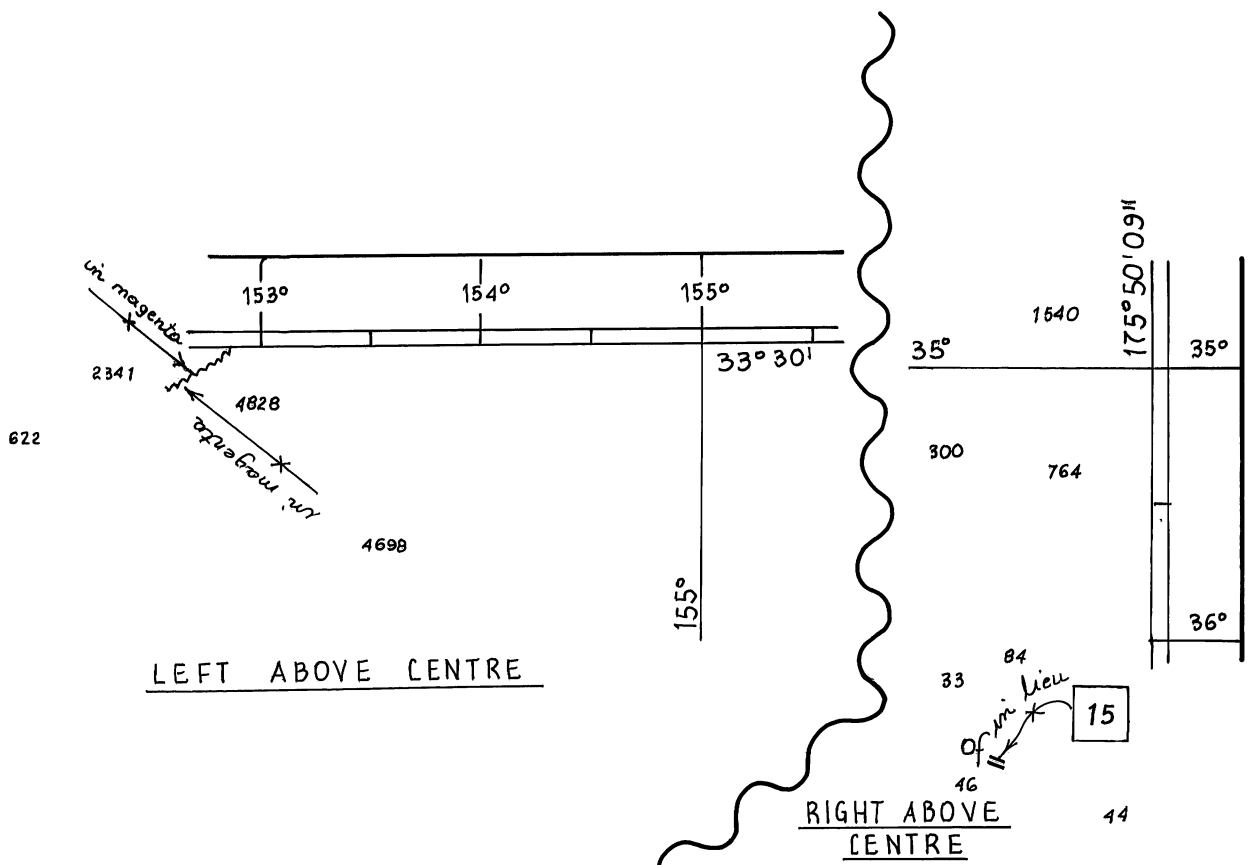 in magenta
153° 154° 155°
33° 30'
2341
4828
622
in magenta
4698
155°
LEFT ABOVE CENTRE
175° 50' 09"
1540
35° 35°
300
764
36°
84
33
in lieu
of
15
46
44
RIGHT ABOVE
CENTRE